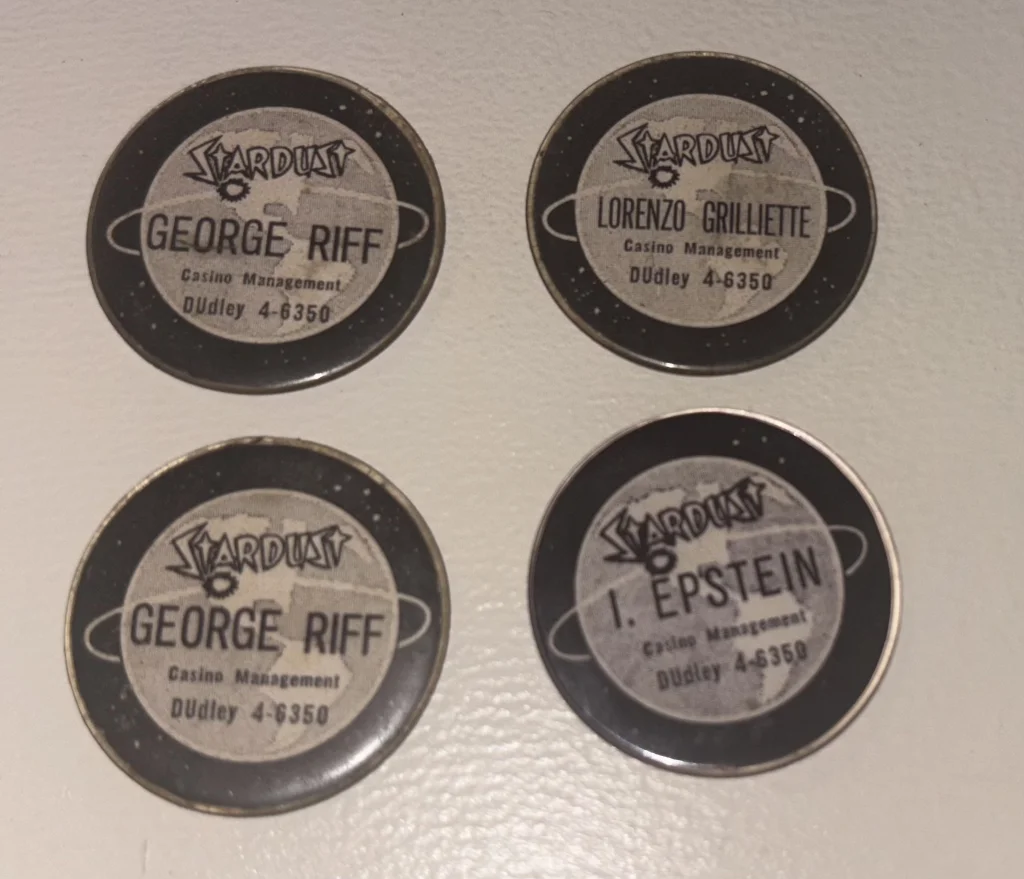 STARDUST
GEORGE RIFF
Casino Management
DUdley 4-6350
STARDUST
LORENZO GRILLIETTE
Casino Management
DUdley 4-6350
STARDUST
GEORGE RIFF
Casino Management
DUdley 4-6350
STARDUST
I. EPSTEIN
Casino Management
DUdley 4-6350